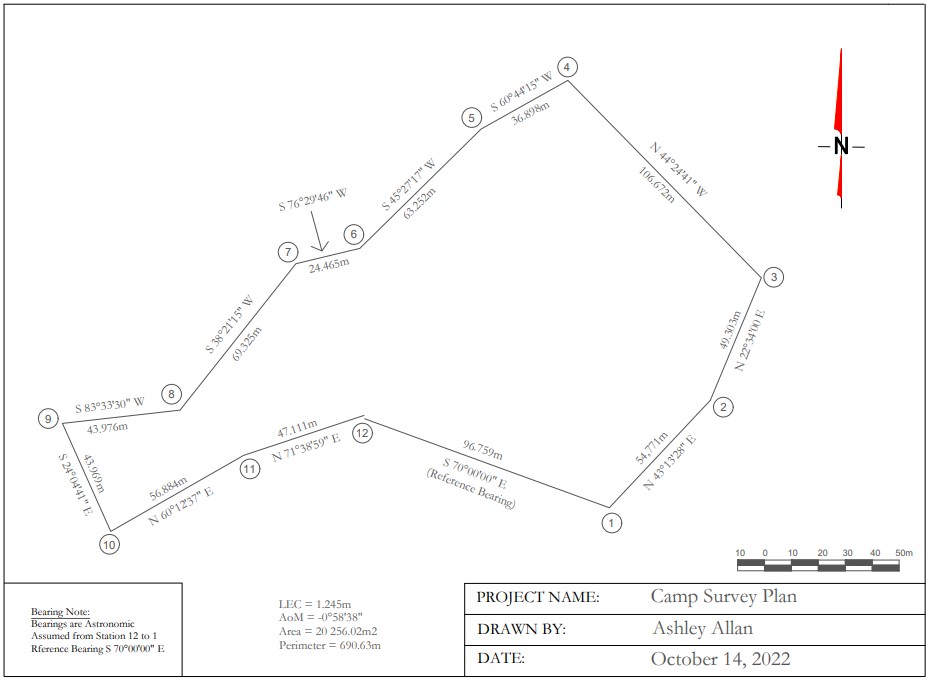 4
S 60°44'15" W
36.898m
5
N 44°24'41" W
106.672m
N
S 45°27'17" W
63.252m
S 76°29'46" W
6
7
24.465m
3
S 38°21'15" W
69.325m
49.303m
N 22°34'00 E
8
S 83°33'30" W
43.976m
9
2
47.111m
N 71°38'59" E
12
96.759m
S 70°00'00" E
(Reference Bearing)
54,771m
N 43°13'28" E
43.969m
S 24°04'41" E
11
56.884m
N 60°12'37" E
1
10
10 0 10 20 30 40 50m
Bearing Note:
Bearings are Astronomic
Assumed from Station 12 to 1
Rference Bearing S 70°00'00" E
LEC = 1.245m
AoM = -0°58'38"
Area = 20 256.02m2
Perimeter = 690.63m
PROJECT NAME: Camp Survey Plan
DRAWN BY: Ashley Allan
DATE: October 14, 2022